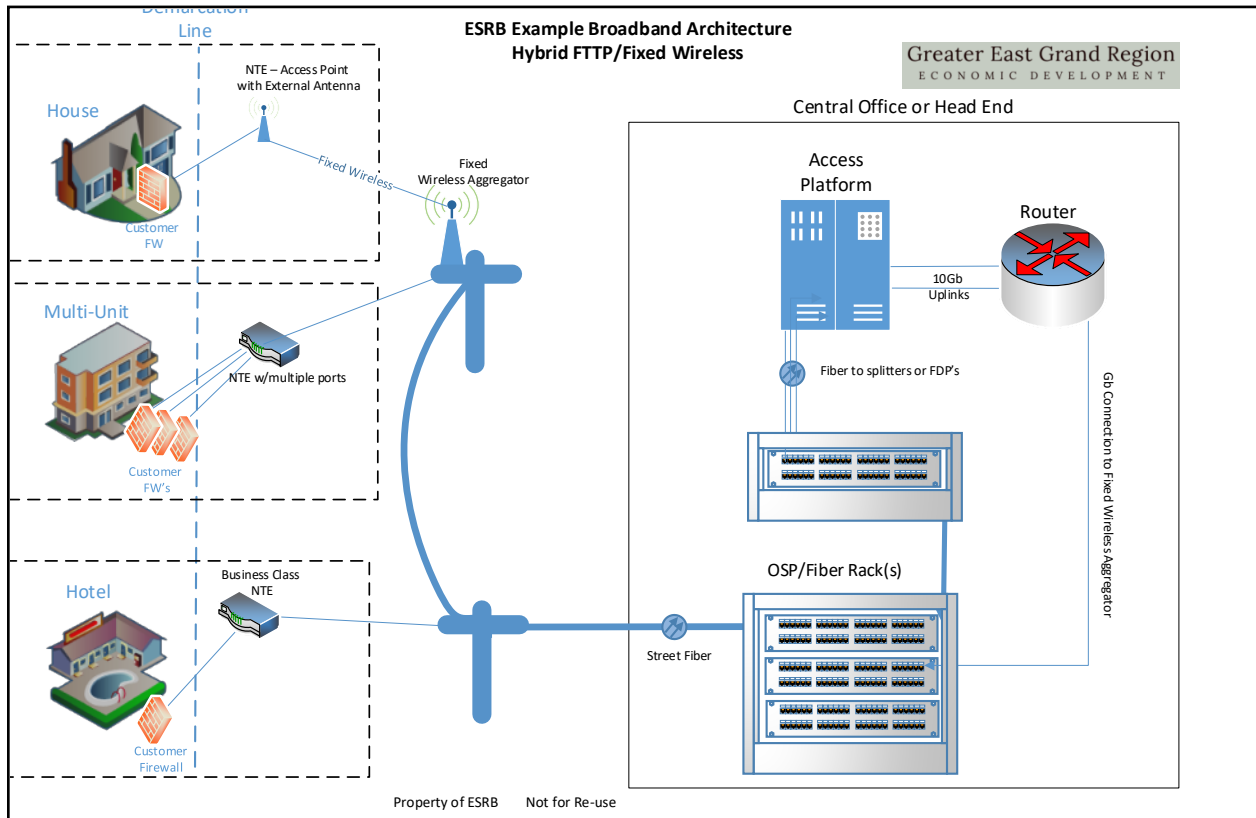 Demarcation
Line
ESRB Example Broadband Architecture
Hybrid FTTP/Fixed Wireless
Greater East Grand Region
ECONOMIC DEVELOPMENT
NTE – Access Point
with External Antenna
House
Fixed Wireless
Customer
FW
Fixed
Wireless Aggregator
Central Office or Head End
Access
Platform
Router
10Gb
Uplinks
Multi-Unit
NTE w/multiple ports
Customer
FW's
Fiber to splitters or FDP's
Gb Connection to Fixed Wireless Aggregator
OSP/Fiber Rack(s)
Hotel
Business Class
NTE
Street Fiber
Customer
Firewall
Property of ESRB Not for Re-use